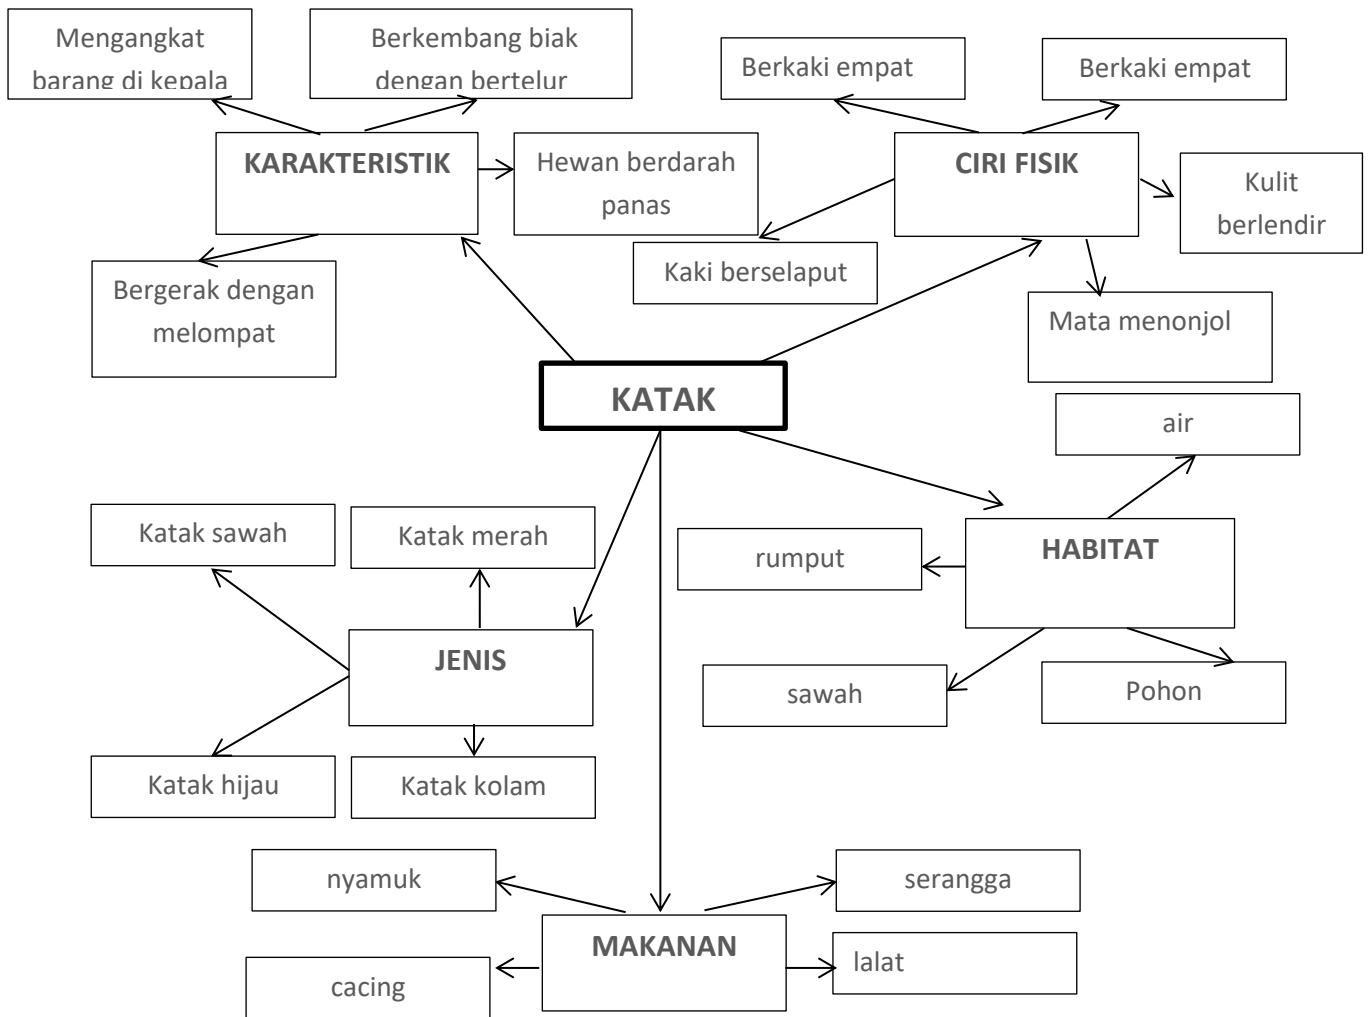 Mengangkat
barang di kepala
Berkembang biak
dengan bertelur
Berkaki empat
Berkaki empat
KARAKTERISTIK
Hewan berdarah
panas
CIRI FISIK
Kulit
berlendir
Kaki berselaput
Bergerak dengan
melompat
Mata menonjol
KATAK
air
Katak sawah
Katak merah
rumput
HABITAT
JENIS
sawah
Pohon
Katak hijau
Katak kolam
nyamuk
serangga
MAKANAN
lalat
cacing